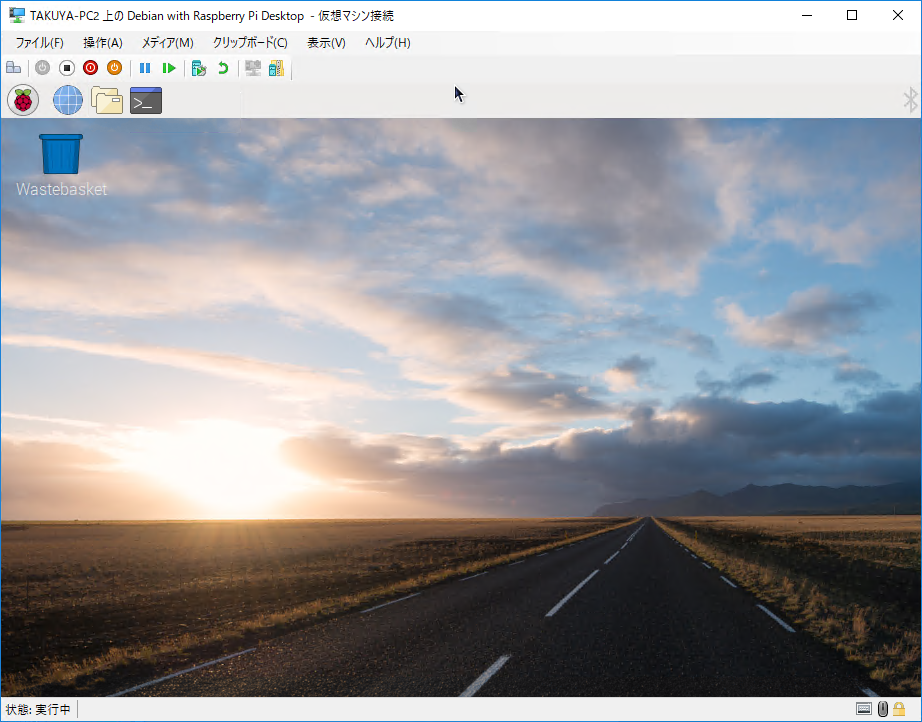 TAKUYA-PC2 上の Debian with Raspberry Pi Desktop - 仮想マシン接続
ファイル(F) 操作(A) メディア(M) クリップボード(C) 表示(V) ヘルプ(H)
>_
Wastebasket
状態: 実行中